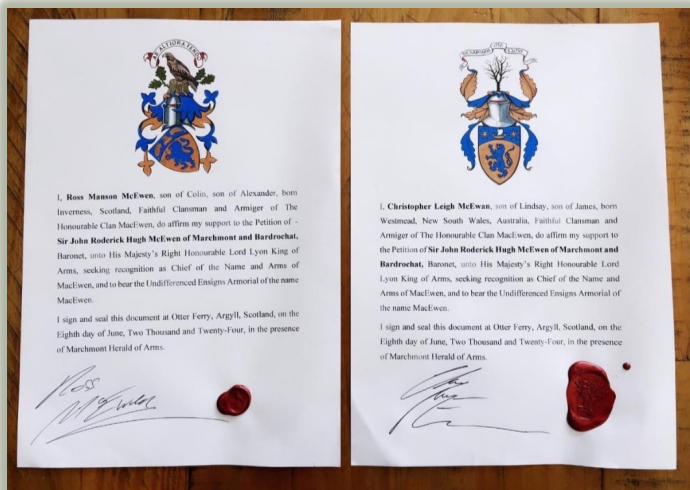 AD ALTIORA TENDO
I, Ross Manson McEwen, son of Colin, son of Alexander, born
Inverness, Scotland, Faithful Clansman and Armiger of The
Honourable Clan MacEwen, do affirm my support to the Petition of -
Sir John Roderick Hugh McEwen of Marchmont and Bardrochat,
Baronet, unto His Majesty's Right Honourable Lord Lyon King of
Arms, seeking recognition as Chief of the Name and Arms of
MacEwen, and to bear the Undifferenced Ensigns Armorial of the name
MacEwen.
I sign and seal this document at Otter Ferry, Argyll, Scotland, on the
Eighth day of June, Two Thousand and Twenty-Four, in the presence
of Marchmont Herald of Arms.
Ross
McEwen
I, Christopher Leigh McEwan, son of Lindsay, son of James, born
Westmead, New South Wales, Australia, Faithful Clansman and
Armiger of The Honourable Clan MacEwen, do affirm my support to
the Petition of Sir John Roderick Hugh McEwen of Marchmont and
Bardrochat, Baronet, unto His Majesty's Right Honourable Lord
Lyon King of Arms, seeking recognition as Chief of the Name and
Arms of MacEwen, and to bear the Undifferenced Ensigns Armorial of
the name MacEwen.
I sign and seal this document at Otter Ferry, Argyll, Scotland, on the
Eighth day of June, Two Thousand and Twenty-Four, in the presence
of Marchmont Herald of Arms.